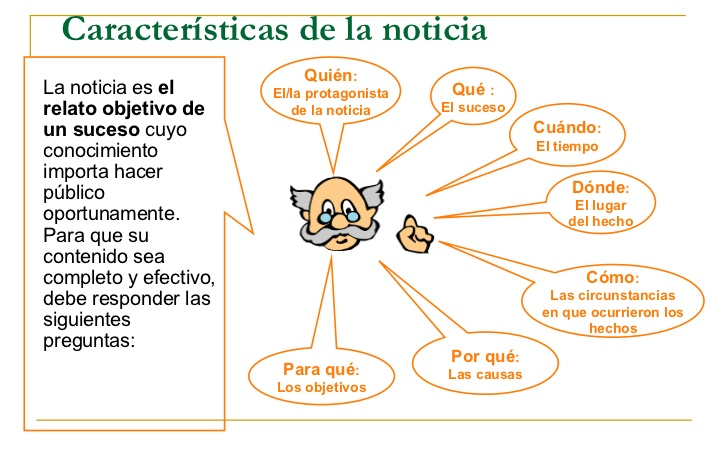 Características de la noticia
La noticia es el
relato objetivo de
un suceso cuyo
conocimiento
importa hacer
público
oportunamente.
Para que su
contenido sea
completo y efectivo,
debe responder las
siguientes
preguntas:
Quién:
El/la protagonista
de la noticia
Qué :
El suceso
Cuándo:
El tiempo
Dónde:
El lugar
del hecho
Cómo:
Las circunstancias
en que ocurrieron los
hechos
Por qué:
Las causas
Para qué:
Los objetivos